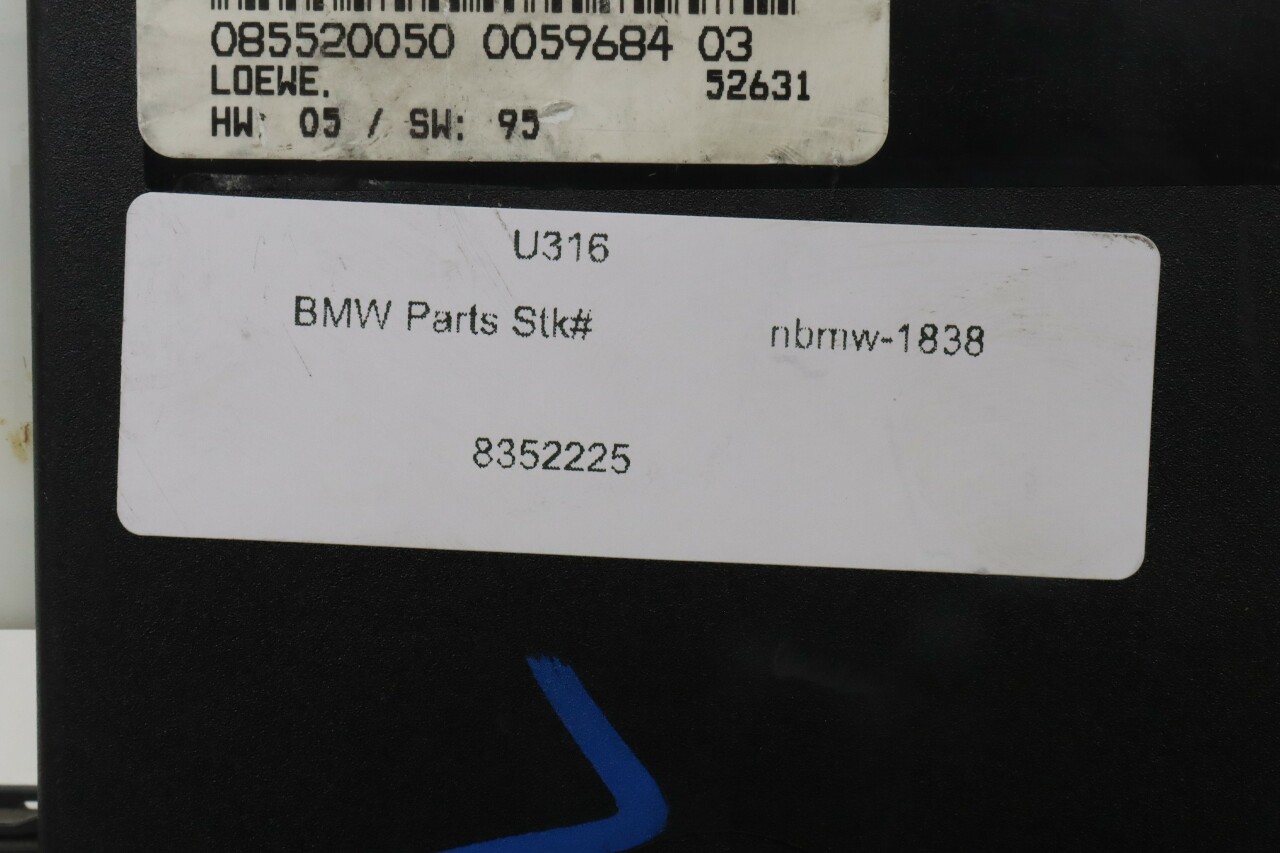 085520050 0059684 03
LOEWE. 52631
HW: 05 / SW: 95
U316
BMW Parts Stk# nbmw-1838
8352225